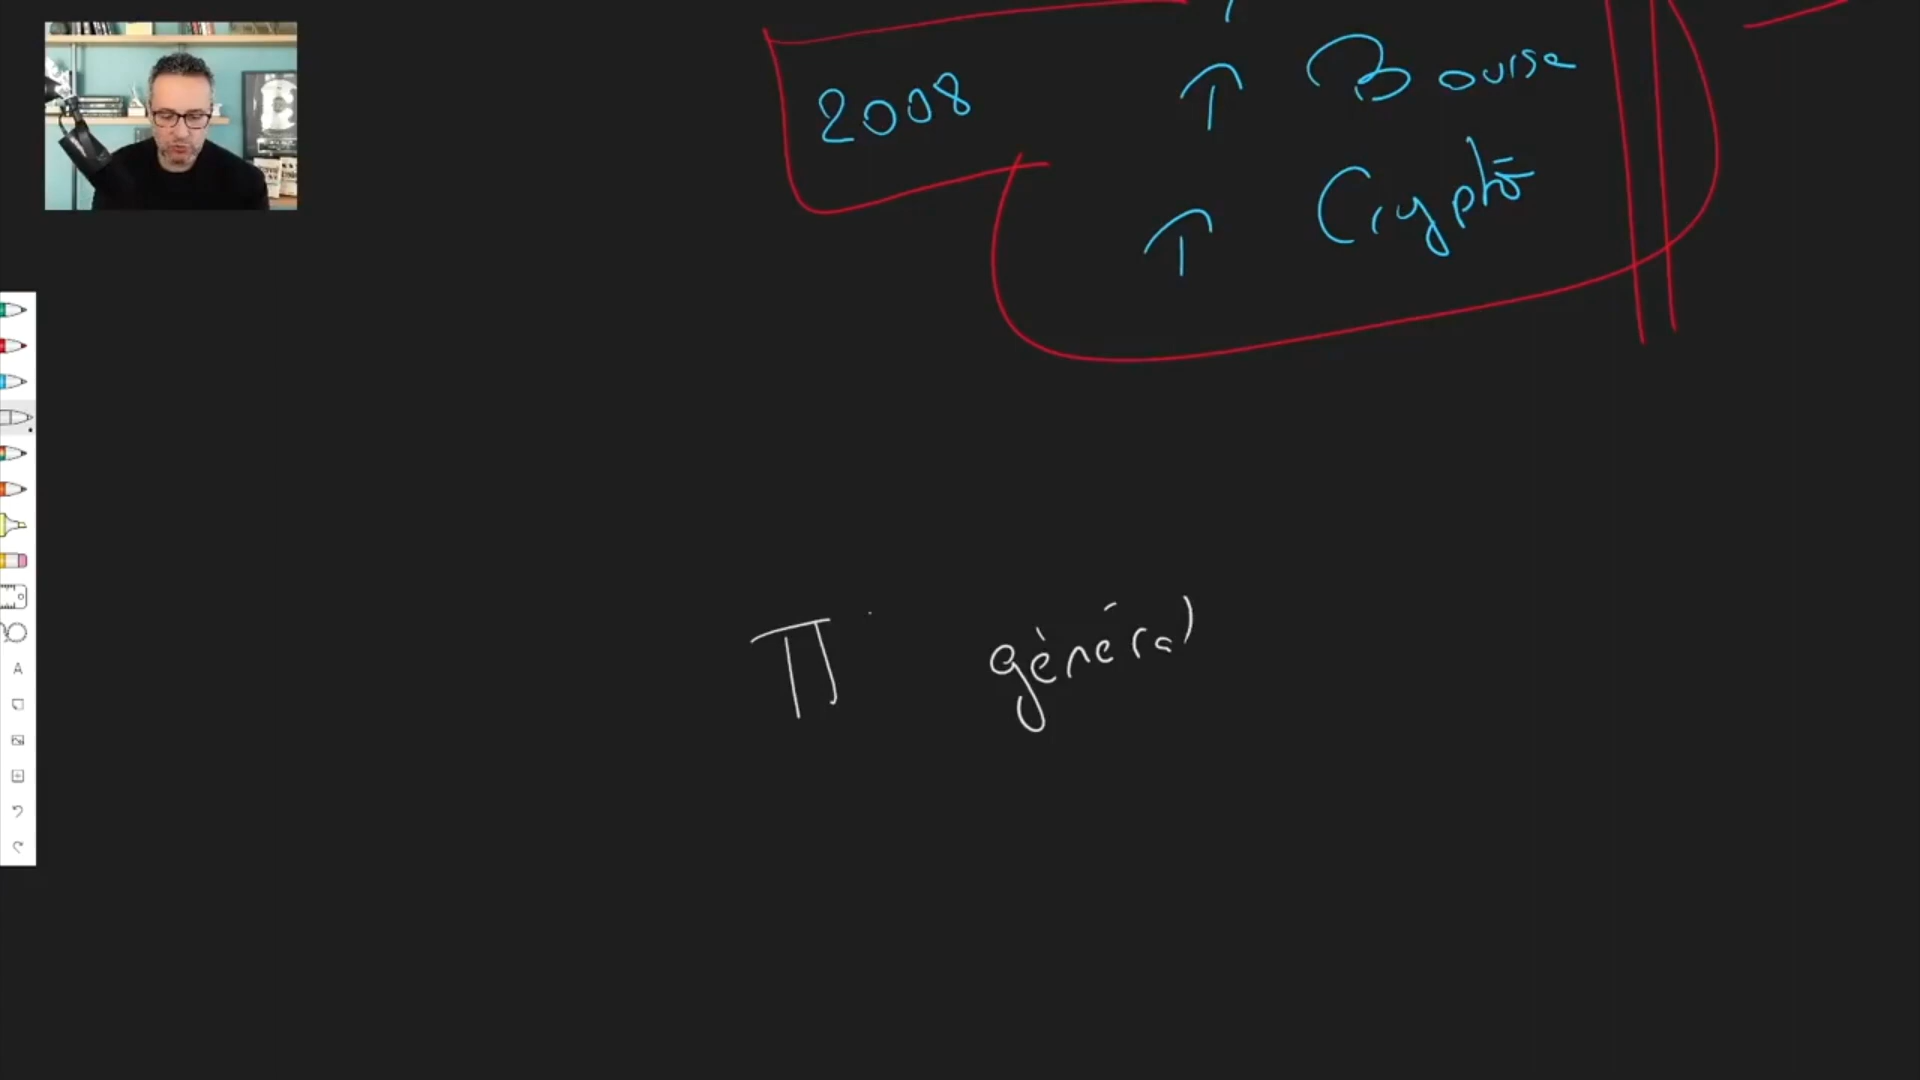 2008 ↑ Bourse
↑ Crypto
Π général